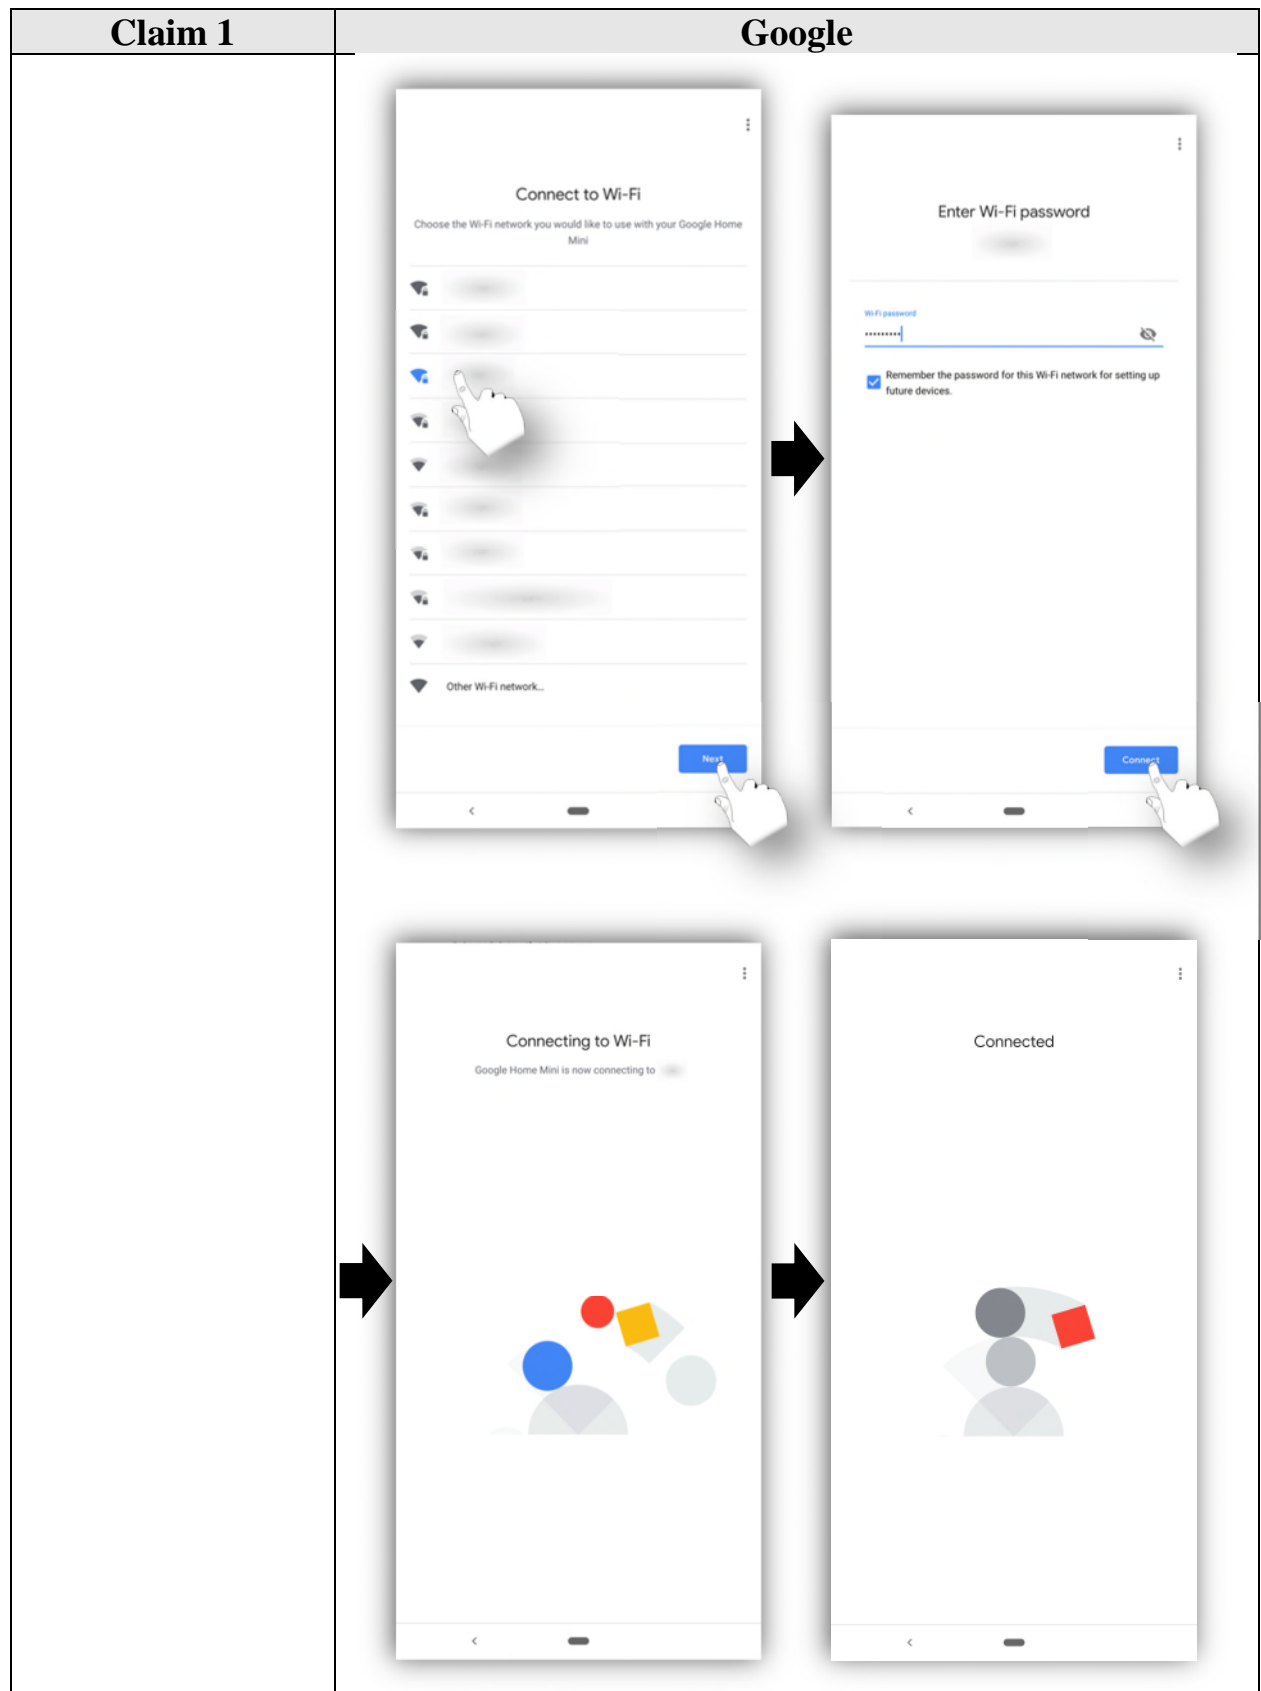 Claim 1
Google
Connect to Wi-Fi
Choose the Wi-Fi network you would like to use with your Google Home
Mini
Other Wi-Fi network...
Next
Enter Wi-Fi password
Wi-Fi password
•••••••••
Remember the password for this Wi-Fi network for setting up
future devices.
Connect
Connecting to Wi-Fi
Google Home Mini is now connecting to
Connected